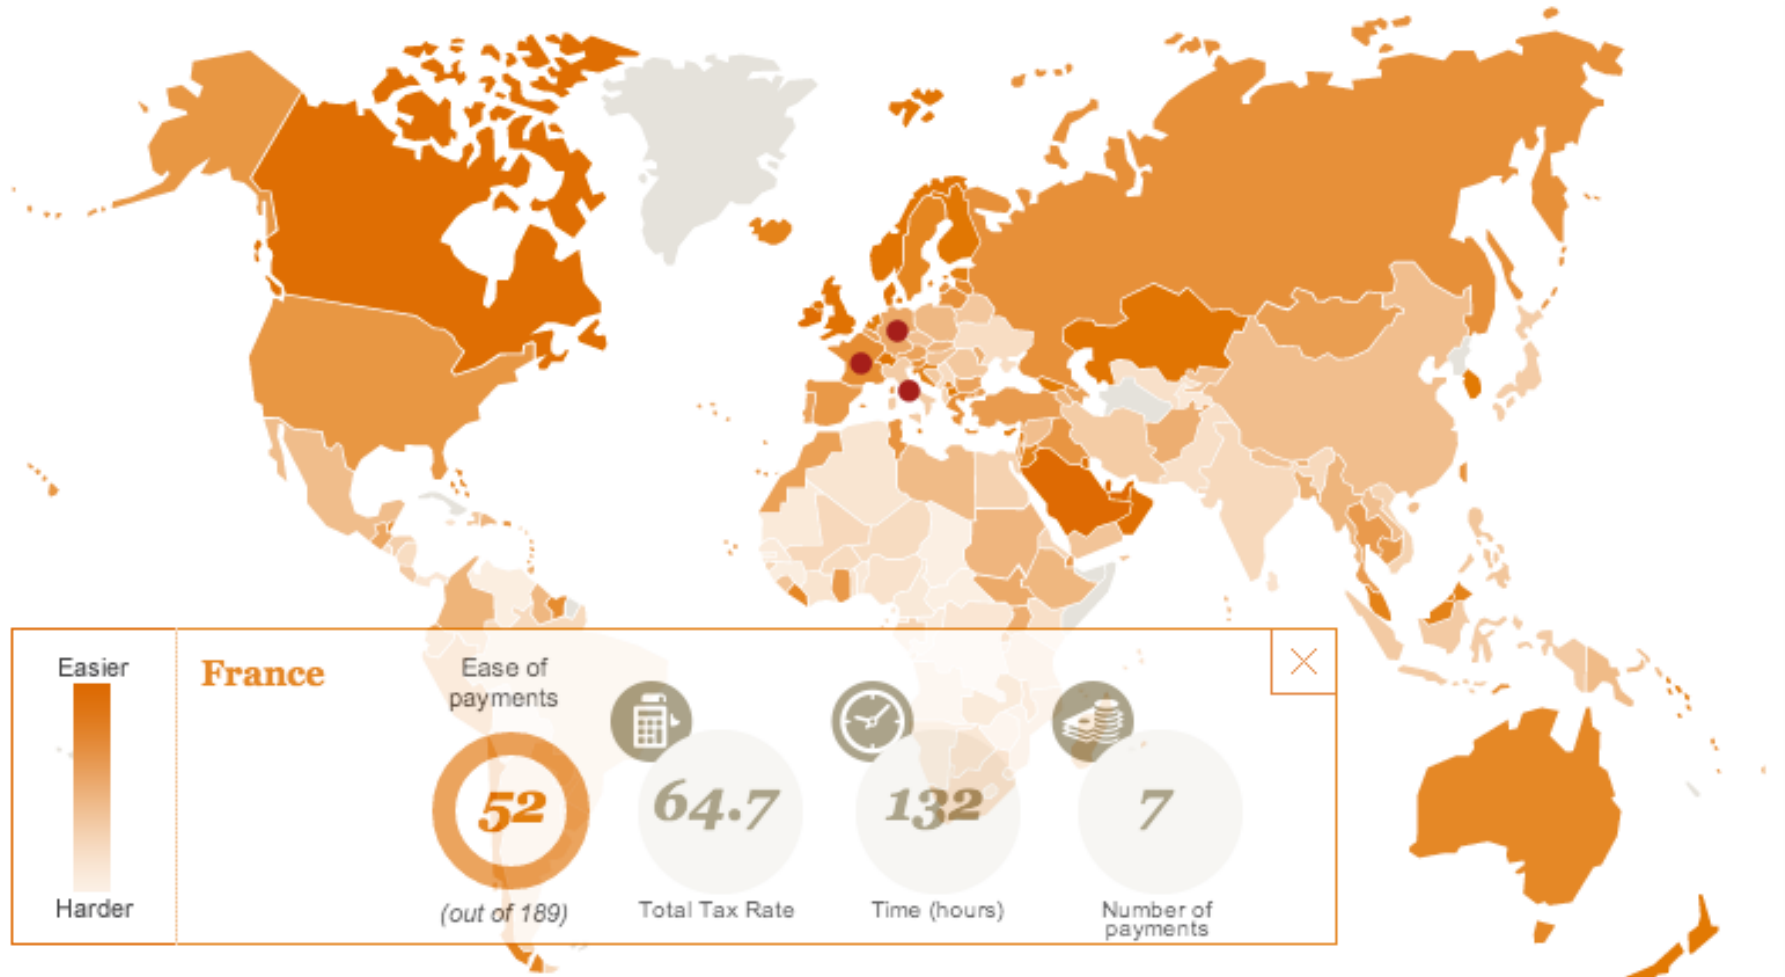 Easier
Harder
France
Ease of
payments
52
(out of 189)
64.7
Total Tax Rate
132
Time (hours)
7
Number of
payments